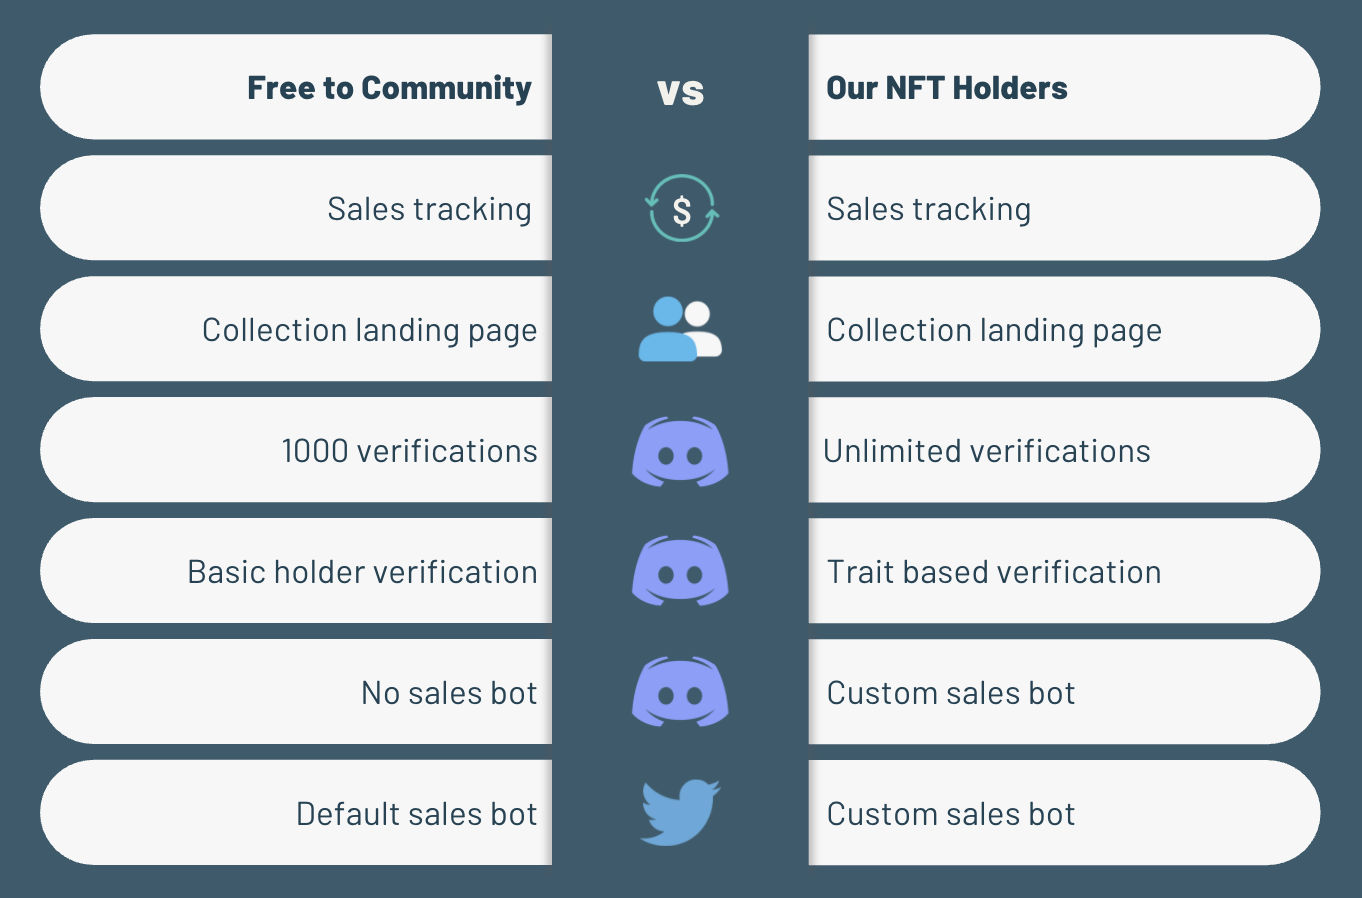 Free to Community
vs
Our NFT Holders
Sales tracking
$
Sales tracking
Collection landing page
Collection landing page
1000 verifications
Unlimited verifications
Basic holder verification
Trait based verification
No sales bot
Custom sales bot
Default sales bot
Custom sales bot